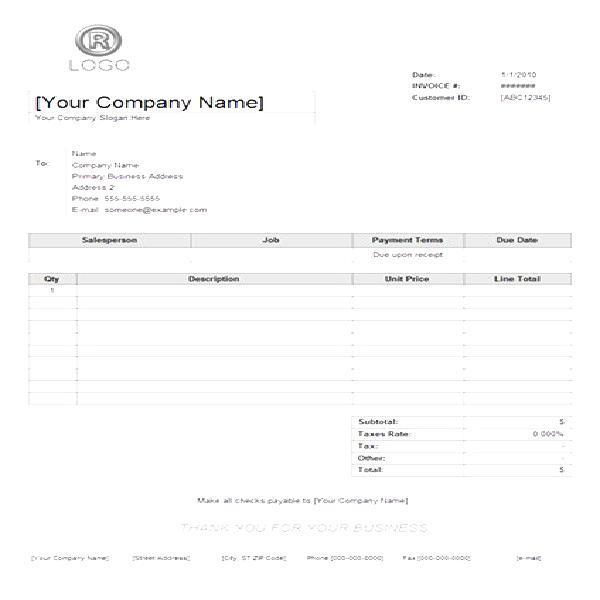 ®
LOGO
Date: 1/1/2010
INVOICE #: #######
Customer ID: [ABC12345]
[Your Company Name]
Your Company Slogan Here
To: Name
Company Name
Primary Business Address
Address 2
Phone 555-555-5555
E-mail someone@example.com
Salesperson Job Payment Terms Due Date
Due upon receipt
Qty Description Unit Price Line Total
1
Subtotal: $
Taxes Rate: 0.000%
Tax: -
Other: -
Total: $
Make all checks payable to [Your Company Name]
THANK YOU FOR YOUR BUSINESS
[Your Company Name] [Street Address] [City, ST ZIP Code] Phone [000-000-0000] Fax [000-000-0000] [e-mail]